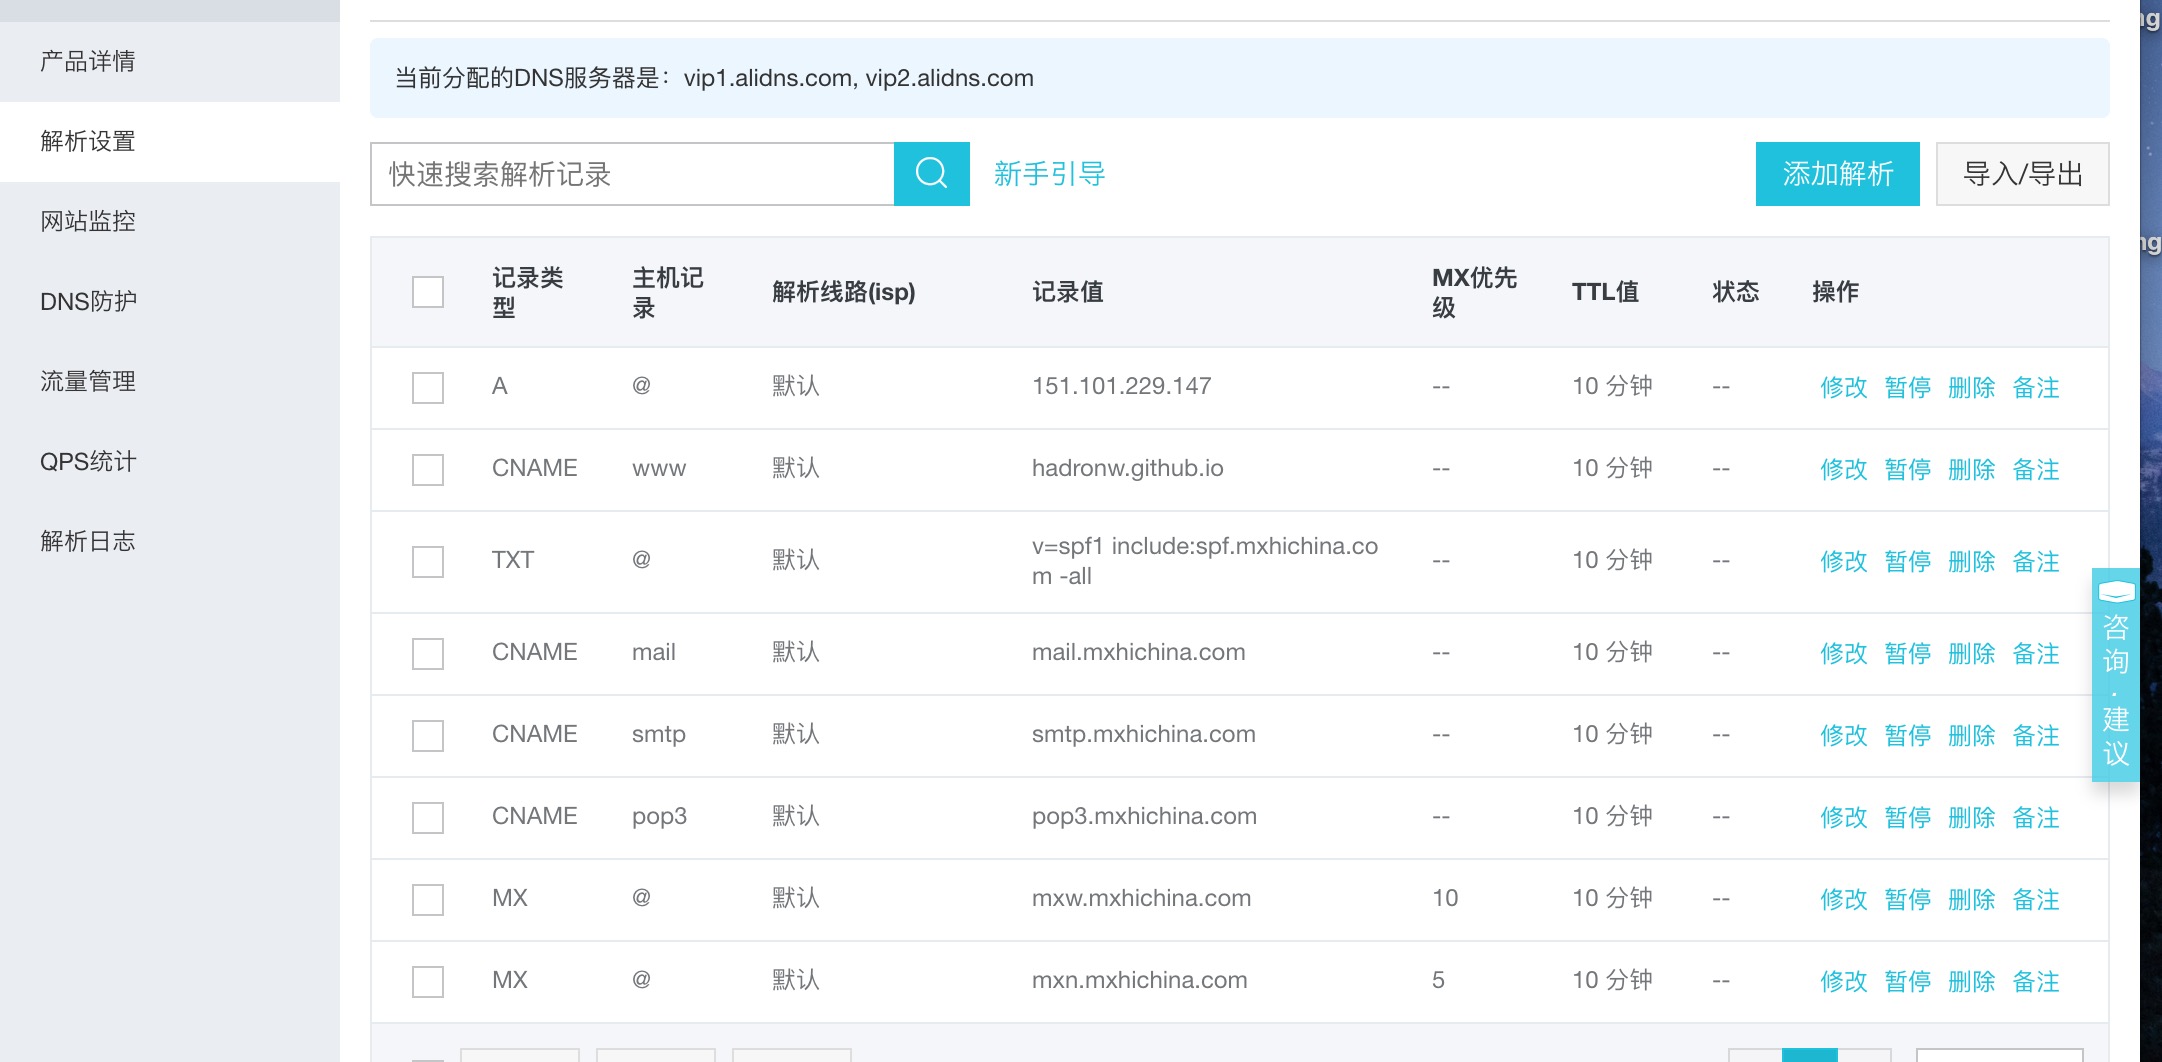 产品详情
解析设置
网站监控
DNS防护
流量管理
QPS统计
解析日志
当前分配的DNS服务器是：vip1.alidns.com, vip2.alidns.com
快速搜索解析记录 新手引导 添加解析 导入/导出
记录类型 主机记录 解析线路(isp) 记录值 MX优先级 TTL值 状态 操作
A @ 默认 151.101.229.147 -- 10 分钟 -- 修改 暂停 删除 备注
CNAME www 默认 hadronw.github.io -- 10 分钟 -- 修改 暂停 删除 备注
TXT @ 默认 v=spf1 include:spf.mxhichina.com -all -- 10 分钟 -- 修改 暂停 删除 备注
CNAME mail 默认 mail.mxhichina.com -- 10 分钟 -- 修改 暂停 删除 备注
CNAME smtp 默认 smtp.mxhichina.com -- 10 分钟 -- 修改 暂停 删除 备注
CNAME pop3 默认 pop3.mxhichina.com -- 10 分钟 -- 修改 暂停 删除 备注
MX @ 默认 mxw.mxhichina.com 10 10 分钟 -- 修改 暂停 删除 备注
MX @ 默认 mxn.mxhichina.com 5 10 分钟 -- 修改 暂停 删除 备注
咨询·建议